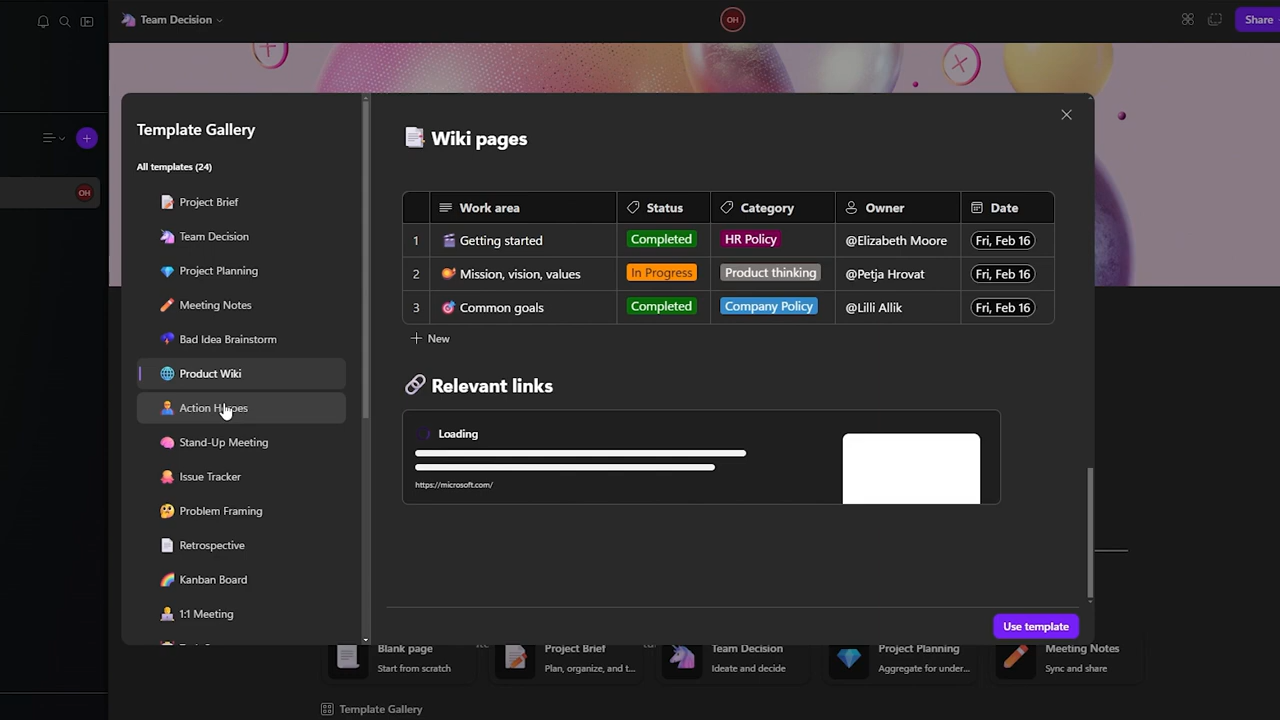 Team Decision
OH
Share
OH
Template Gallery
All templates (24)
Project Brief
Team Decision
Project Planning
Meeting Notes
Bad Idea Brainstorm
Product Wiki
Action Heroes
Stand-Up Meeting
Issue Tracker
Problem Framing
Retrospective
Kanban Board
1:1 Meeting
Wiki pages
Work area Status Category Owner Date
1 Getting started Completed HR Policy @Elizabeth Moore Fri, Feb 16
2 Mission, vision, values In Progress Product thinking @Petja Hrovat Fri, Feb 16
3 Common goals Completed Company Policy @Lilli Allik Fri, Feb 16
New
Relevant links
Loading
https://microsoft.com/
Use template
Blank page Project Brief Team Decision Project Planning Meeting Notes
Start from scratch Plan, organize, and t... Ideate and decide Aggregate for under... Sync and share
Template Gallery